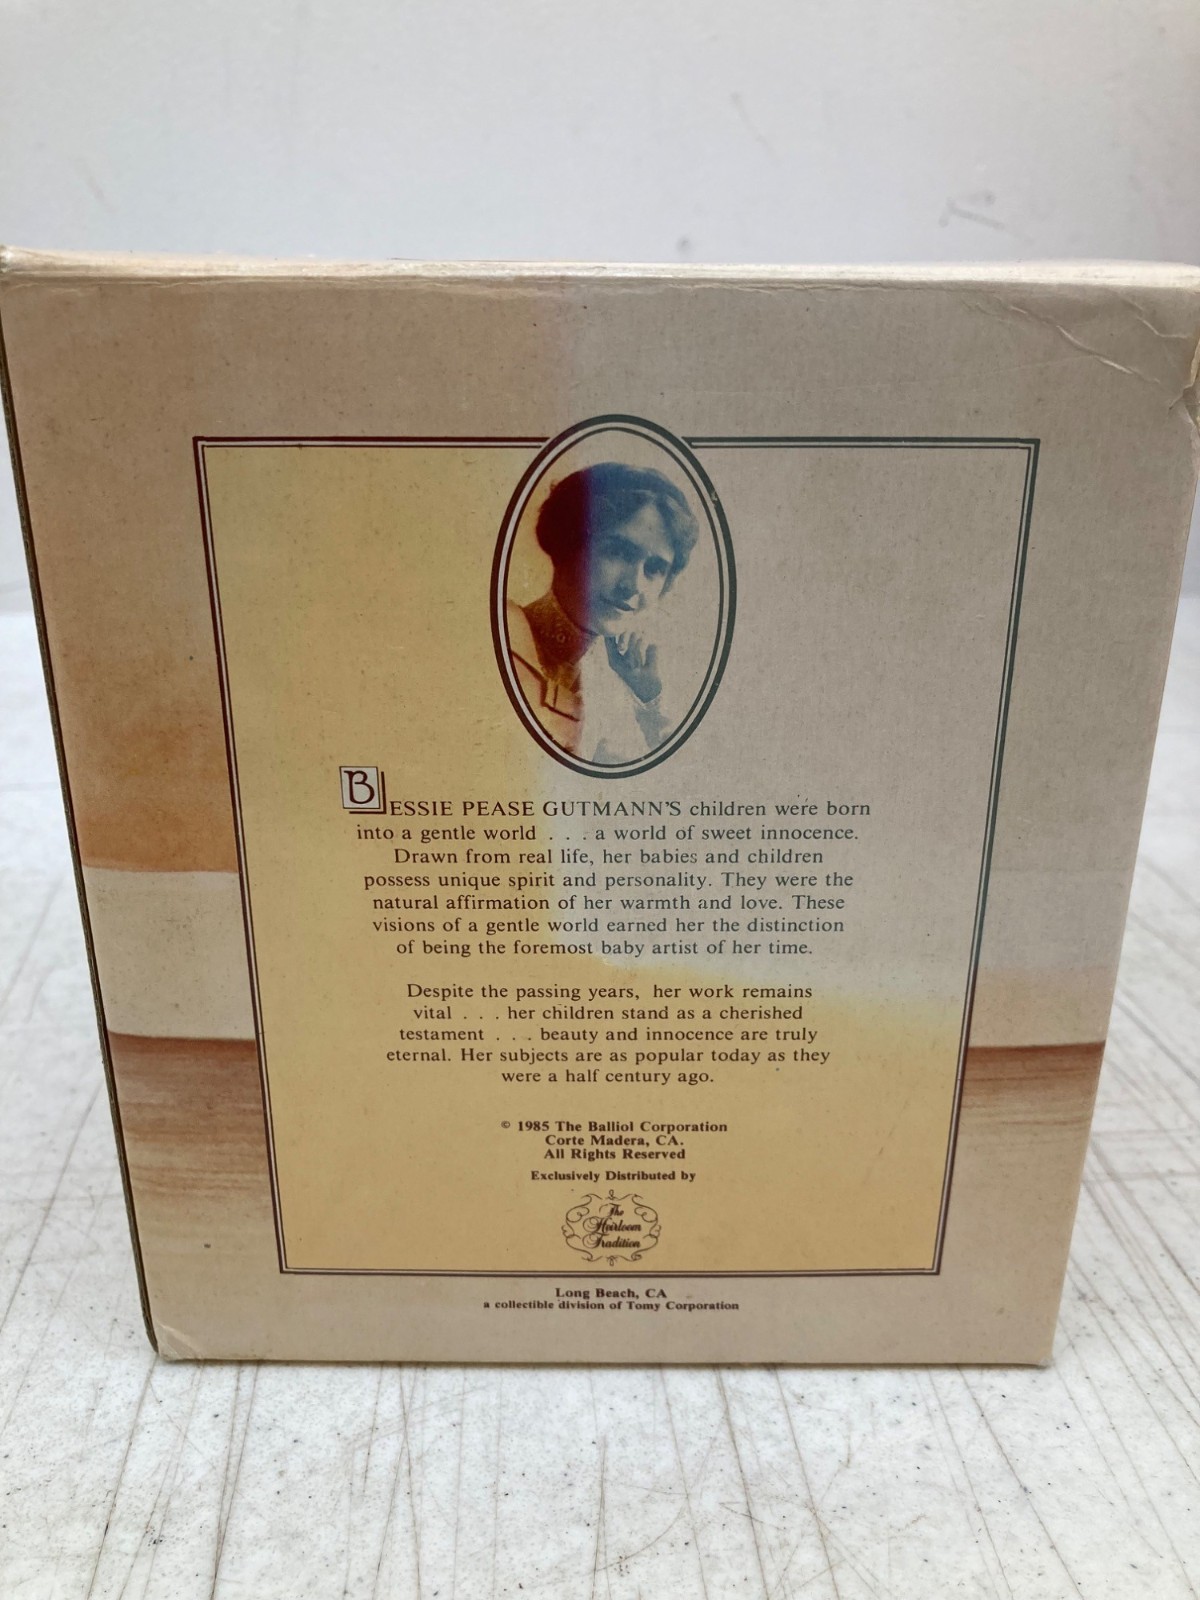 BESSIE PEASE GUTMANN'S children were born
into a gentle world . . . a world of sweet innocence.
Drawn from real life, her babies and children
possess unique spirit and personality. They were the
natural affirmation of her warmth and love. These
visions of a gentle world earned her the distinction
of being the foremost baby artist of her time.
Despite the passing years, her work remains
vital . . . her children stand as a cherished
testament . . . beauty and innocence are truly
eternal. Her subjects are as popular today as they
were a half century ago.
© 1985 The Balliol Corporation
Corte Madera, CA.
All Rights Reserved
Exclusively Distributed by
The
Heirloom
Tradition
Long Beach, CA
a collectible division of Tomy Corporation